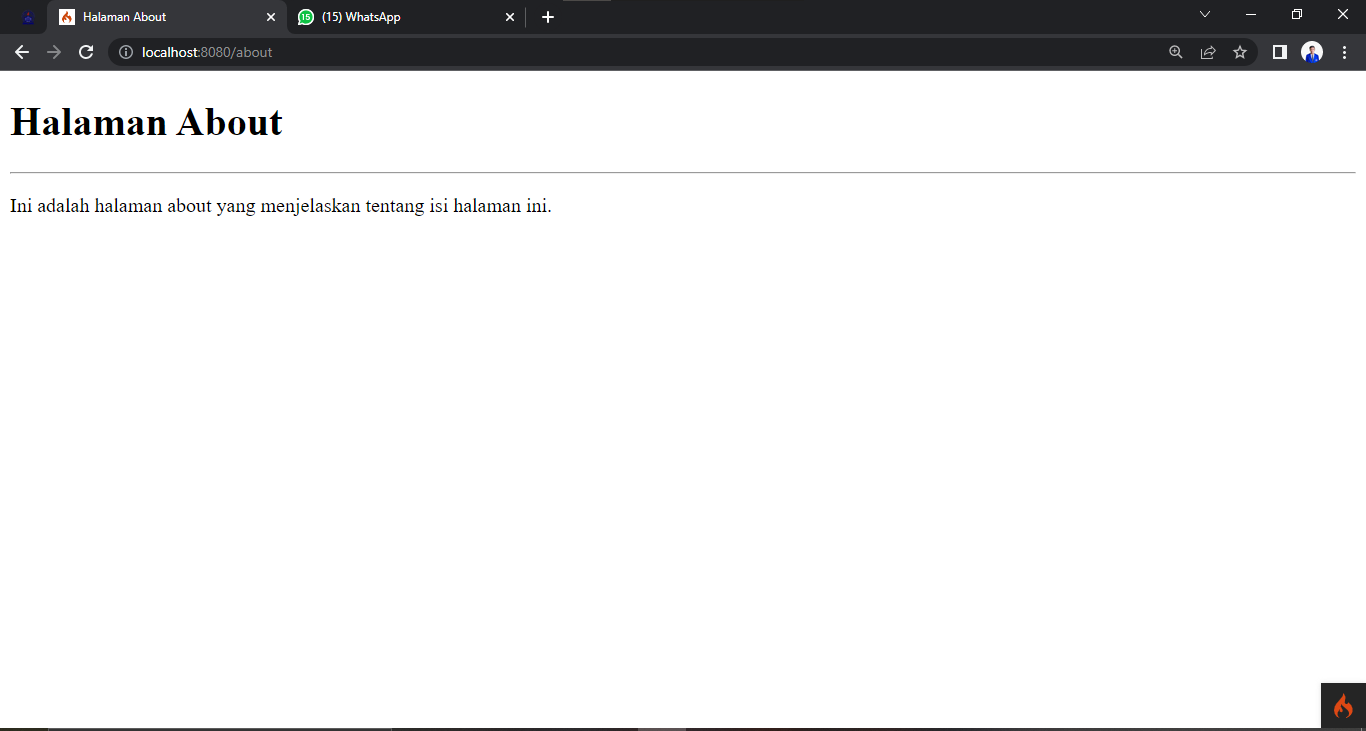 Halaman About
15
(15) WhatsApp
localhost:8080/about
Halaman About
Ini adalah halaman about yang menjelaskan tentang isi halaman ini.